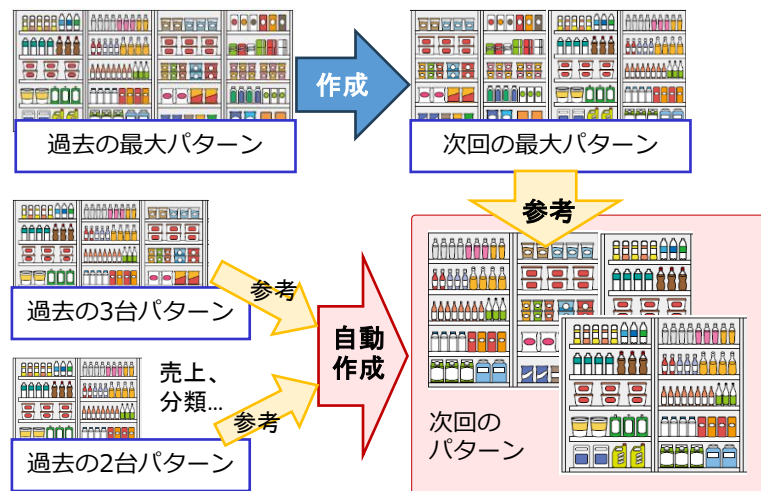 作成
過去の最大パターン
次回の最大パターン
参考
過去の3台パターン
参考
自動
作成
売上、
分類...
参考
過去の2台パターン
次回の
パターン